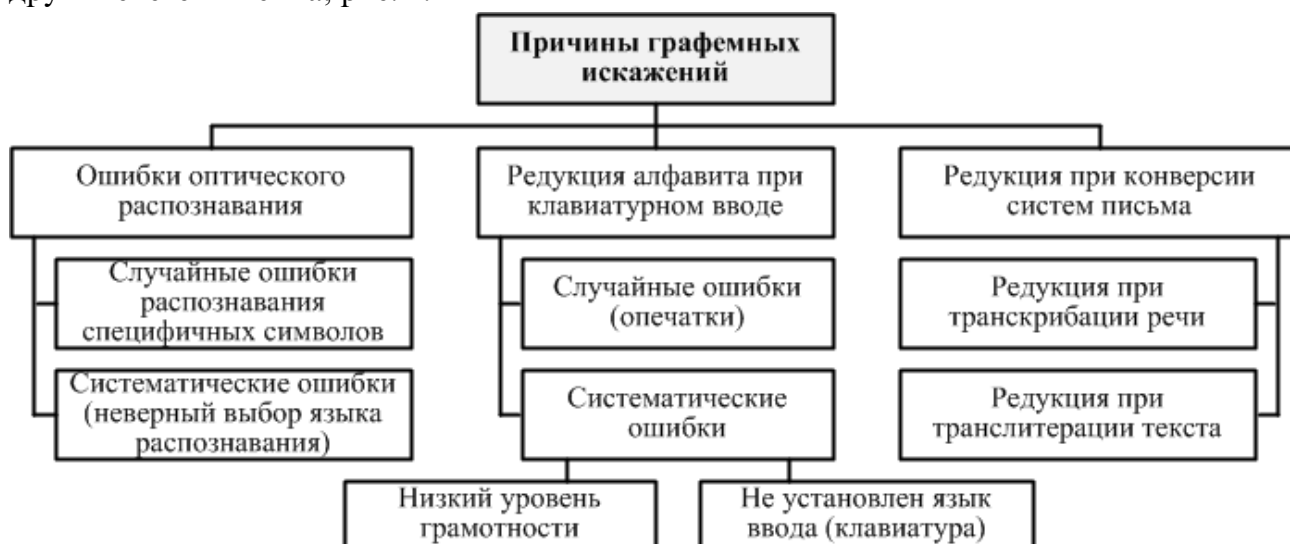 Причины графемных
искажений
Ошибки оптического
распознавания
Редукция алфавита при
клавиатурном вводе
Редукция при конверсии
систем письма
Случайные ошибки
распознавания
специфичных символов
Случайные ошибки
(опечатки)
Редукция при
транскрибации речи
Систематические ошибки
(неверный выбор языка
распознавания)
Систематические
ошибки
Редукция при
транслитерации текста
Низкий уровень
грамотности
Не установлен язык
ввода (клавиатура)